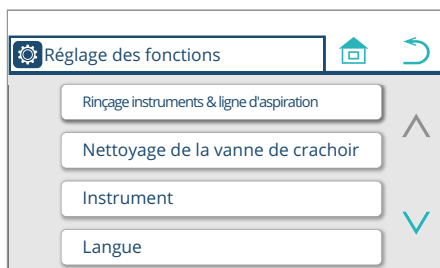 Réglage des fonctions
Rinçage instruments & ligne d'aspiration
Nettoyage de la vanne de crachoir
Instrument
Langue